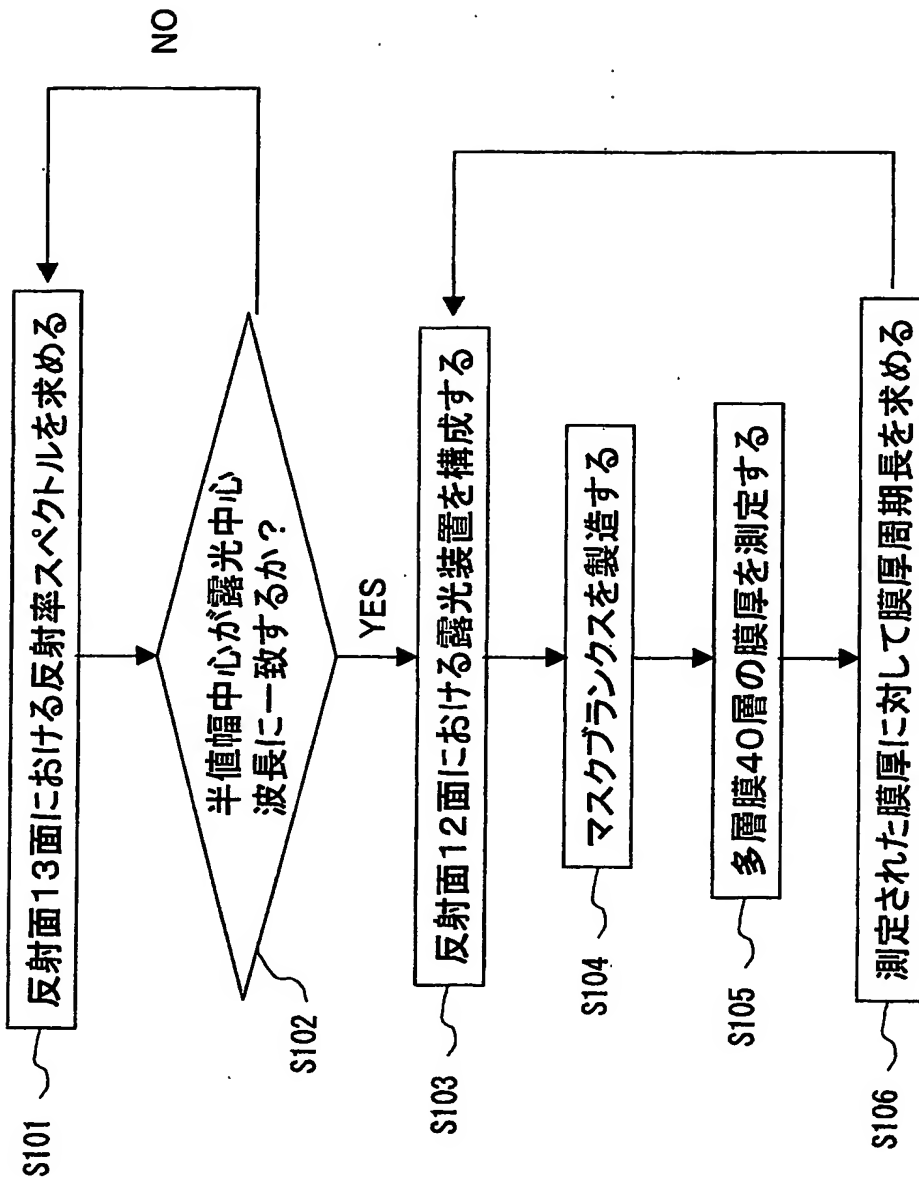 S101
反射面13面における反射率スペクトルを求める
NO
S102
半値幅中心が露光中心
波長に一致するか?
YES
S103
反射面12面における露光装置を構成する
S104
マスクブランクスを製造する
S105
多層膜40層の膜厚を測定する
S106
測定された膜厚に対して膜厚周期長を求める